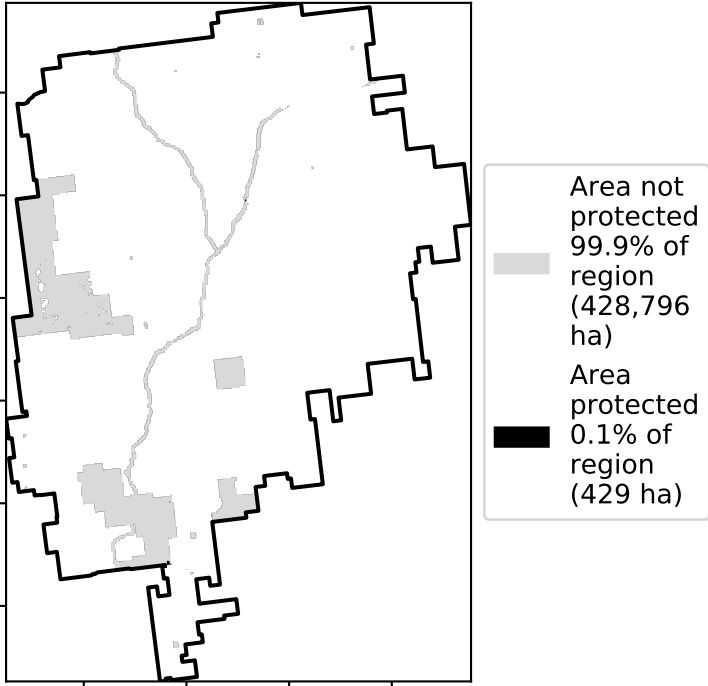 Area not
protected
99.9% of
region
(428,796
ha)
Area
protected
0.1% of
region
(429 ha)